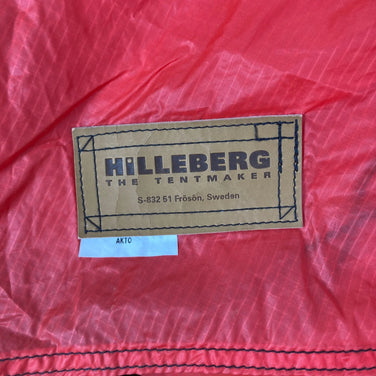 HILLEBERG
THE TENTMAKER
S-832 51 Frösön, Sweden
AKTO